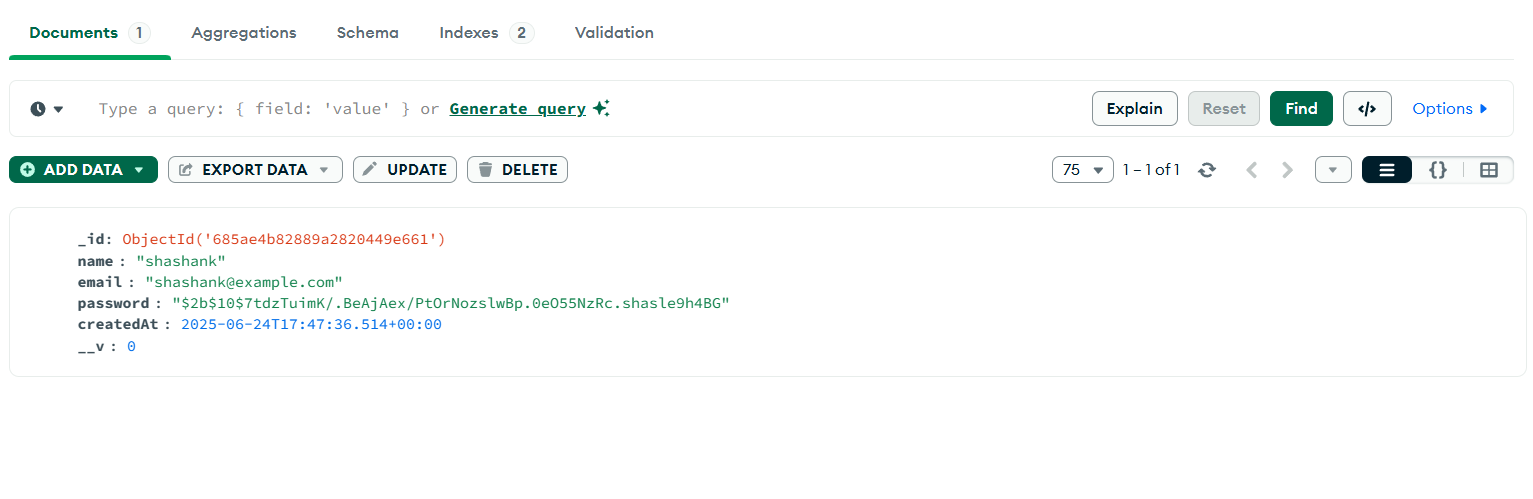 Documents 1 Aggregations Schema Indexes 2 Validation
Type a query: { field: 'value' } or Generate query Explain Reset Find </> Options
ADD DATA EXPORT DATA UPDATE DELETE 75 1 – 1 of 1 {}
_id: ObjectId('685ae4b82889a2820449e661')
name : "shashank"
email : "shashank@example.com"
password : "$2b$10$7tdzTuimK/.BeAjAex/PtOrNozslwBp.0eO55NzRc.shasle9h4BG"
createdAt : 2025-06-24T17:47:36.514+00:00
__v : 0